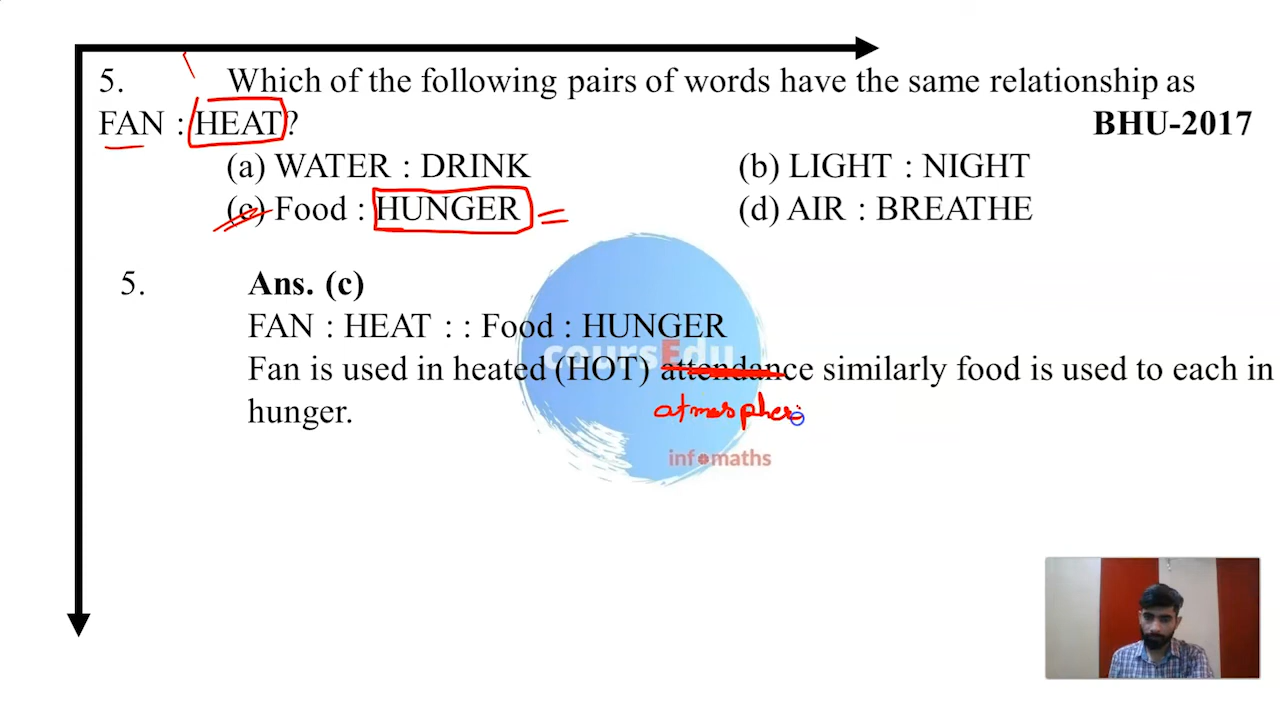 5. Which of the following pairs of words have the same relationship as
FAN : HEAT? BHU-2017
(a) WATER : DRINK (b) LIGHT : NIGHT
(c) Food : HUNGER (d) AIR : BREATHE
5. Ans. (c)
FAN : HEAT : : Food : HUNGER
coursEdu
Fan is used in heated (HOT) attendance similarly food is used to each in
hunger. atmospheri
infomaths